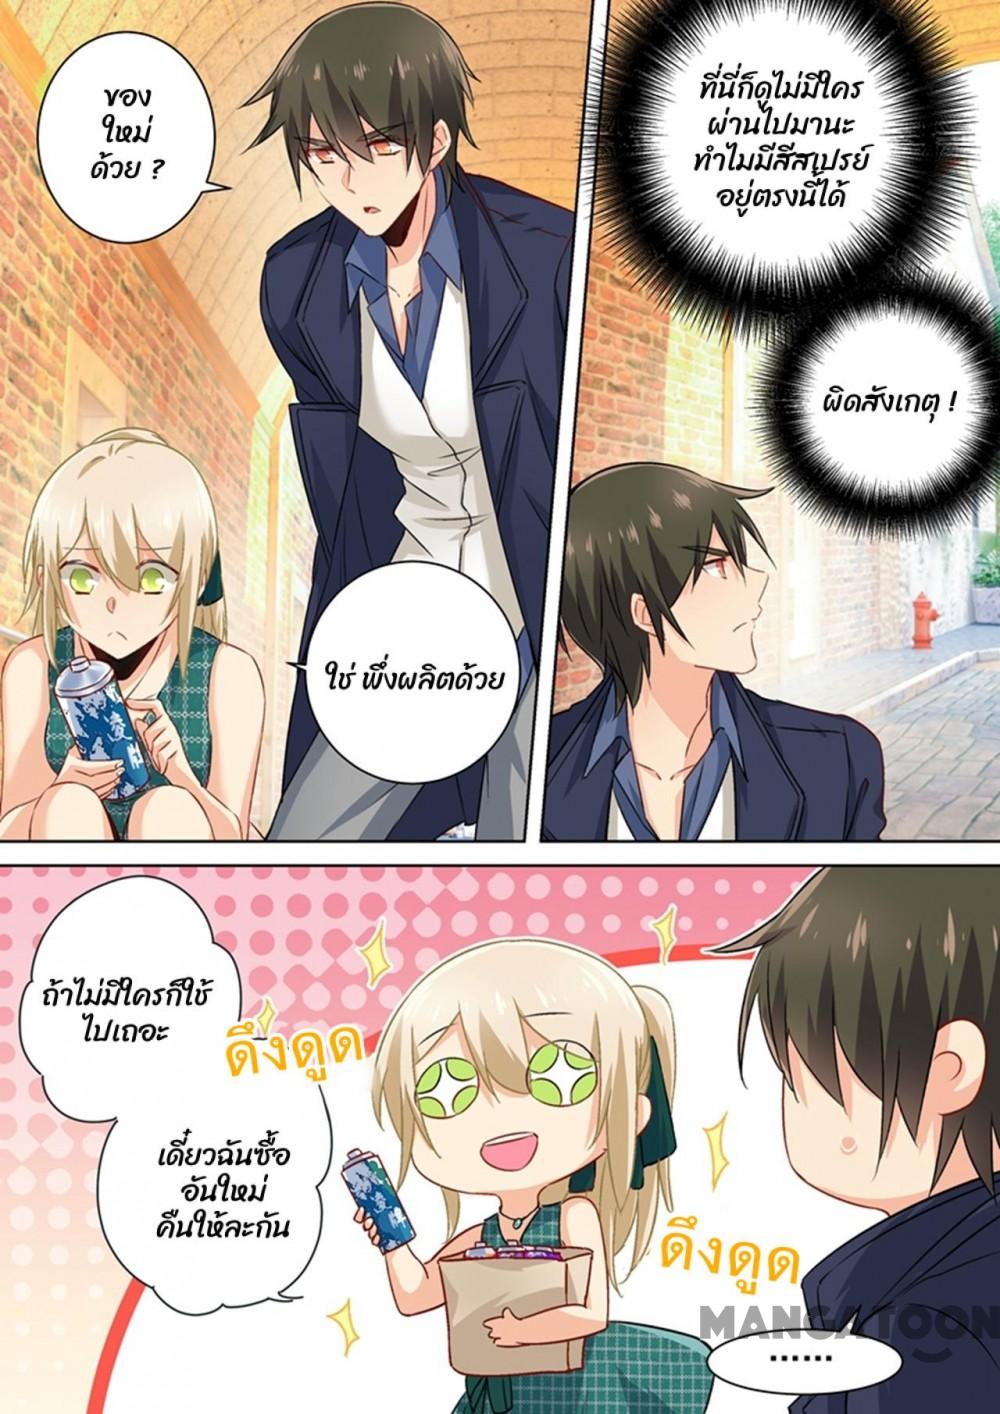 ของ
ใหม่
ด้วย ?
ใช่ พึ่งผลิตด้วย
ที่นี่ก็ดูไม่มีใคร
ผ่านไปมานะ
ทำไมมีสีสเปรย์
อยู่ตรงนี้ได้
ผิดสังเกตุ !
ถ้าไม่มีใครก็ใช้
ไปเถอะ
ดึงดูด
เดี๋ยวฉันซื้อ
อันใหม่
คืนให้ละกัน
ดึงดูด
MANGATOON
......